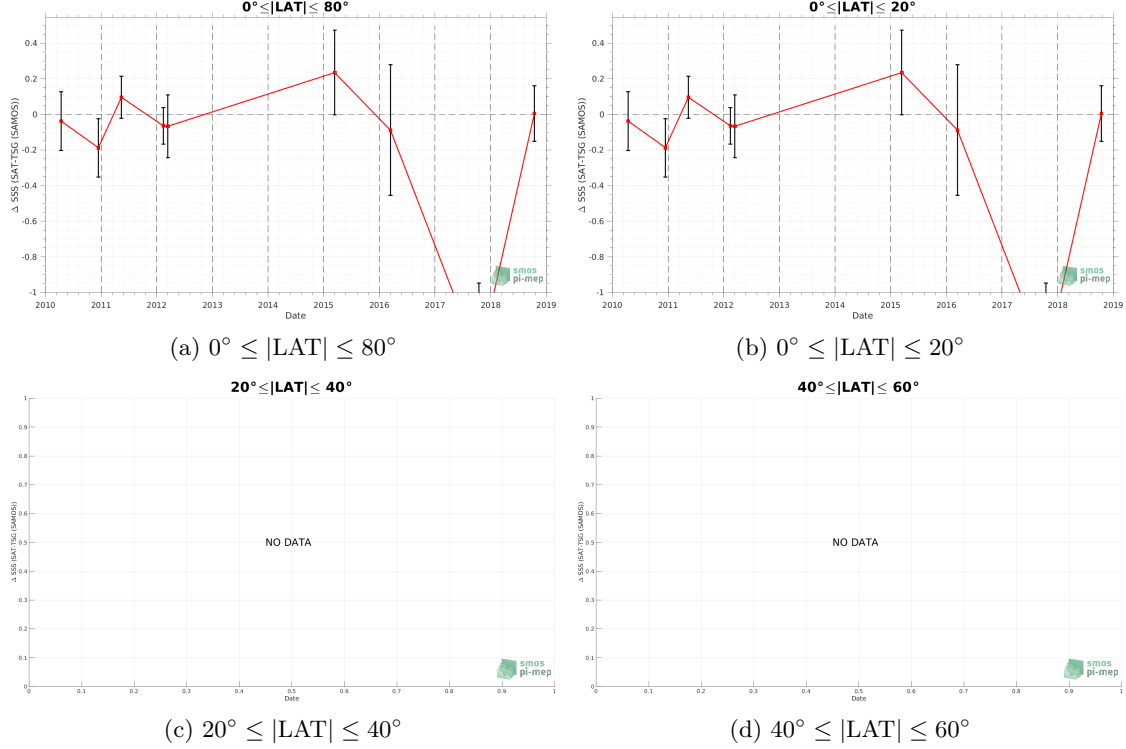 0°≤|LAT|≤ 80°
0.4
0.2
0
-0.2
-0.4
-0.6
-0.8
-1
Δ SSS (SAT-TSG (SAMOS))
2010 2011 2012 2013 2014 2015 2016 2017 2018 2019
Date
smos
pi-mep
(a) 0° ≤ |LAT| ≤ 80°
0°≤|LAT|≤ 20°
0.4
0.2
0
-0.2
-0.4
-0.6
-0.8
-1
Δ SSS (SAT-TSG (SAMOS))
2010 2011 2012 2013 2014 2015 2016 2017 2018 2019
Date
smos
pi-mep
(b) 0° ≤ |LAT| ≤ 20°
20°≤|LAT|≤ 40°
1
0.9
0.8
0.7
0.6
0.5
0.4
0.3
0.2
0.1
0
Δ SSS (SAT-TSG (SAMOS))
NO DATA
0 0.1 0.2 0.3 0.4 0.5 0.6 0.7 0.8 0.9 1
Date
smos
pi-mep
(c) 20° ≤ |LAT| ≤ 40°
40°≤|LAT|≤ 60°
1
0.9
0.8
0.7
0.6
0.5
0.4
0.3
0.2
0.1
0
Δ SSS (SAT-TSG (SAMOS))
NO DATA
0 0.1 0.2 0.3 0.4 0.5 0.6 0.7 0.8 0.9 1
Date
smos
pi-mep
(d) 40° ≤ |LAT| ≤ 60°